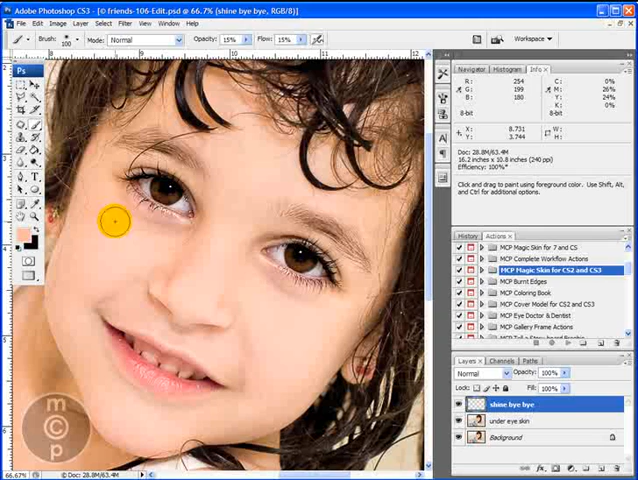 Adobe Photoshop CS3 - [© friends-106-Edit.psd @ 66.7% (shine bye bye, RGB/8)]
File Edit Image Layer Select Filter View Window Help
Brush: 100 Mode: Normal Opacity: 15% Flow: 15% Workspace
8 9 10 11 12
Ps
Navigator Histogram Info
R: 254 C: 0%
G: 199 M: 24%
B: 180 Y: 26%
K: 0%
8-bit 8-bit
X: 8.731 W:
Y: 3.744 H:
Doc: 28.8M/63.4M
16.2 inches x 10.8 inches (240 ppi)
Efficiency: 100%*
Click and drag to paint using foreground color. Use Shift, Alt,
and Ctrl for additional options.
History Actions
MCP Magic Skin for 7 and CS
MCP Complete Workflow Actions
MCP Magic Skin for CS2 and CS3
MCP Burnt Edges
MCP Coloring Book
MCP Cover Model for CS2 and CS3
MCP Eye Doctor & Dentist
MCP Gallery Frame Actions
Layers Channels Paths
Normal Opacity: 100%
Lock: Fill: 100%
shine bye bye
under eye skin
Background
m
c
p
66.67% Doc: 28.8M/63.4M